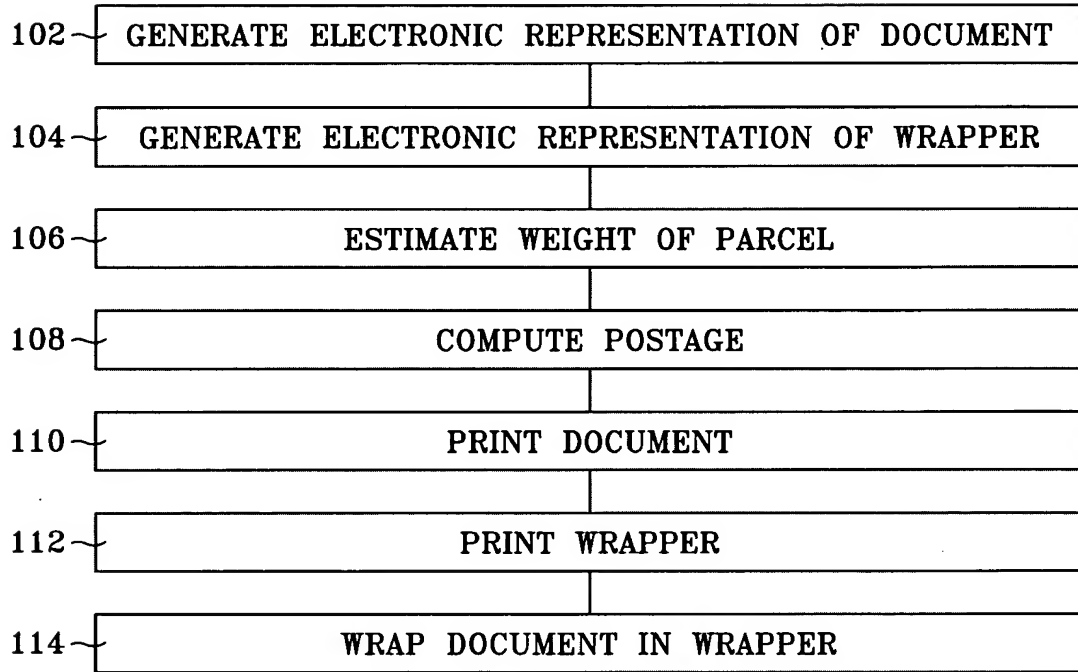 102 GENERATE ELECTRONIC REPRESENTATION OF DOCUMENT
104 GENERATE ELECTRONIC REPRESENTATION OF WRAPPER
106 ESTIMATE WEIGHT OF PARCEL
108 COMPUTE POSTAGE
110 PRINT DOCUMENT
112 PRINT WRAPPER
114 WRAP DOCUMENT IN WRAPPER